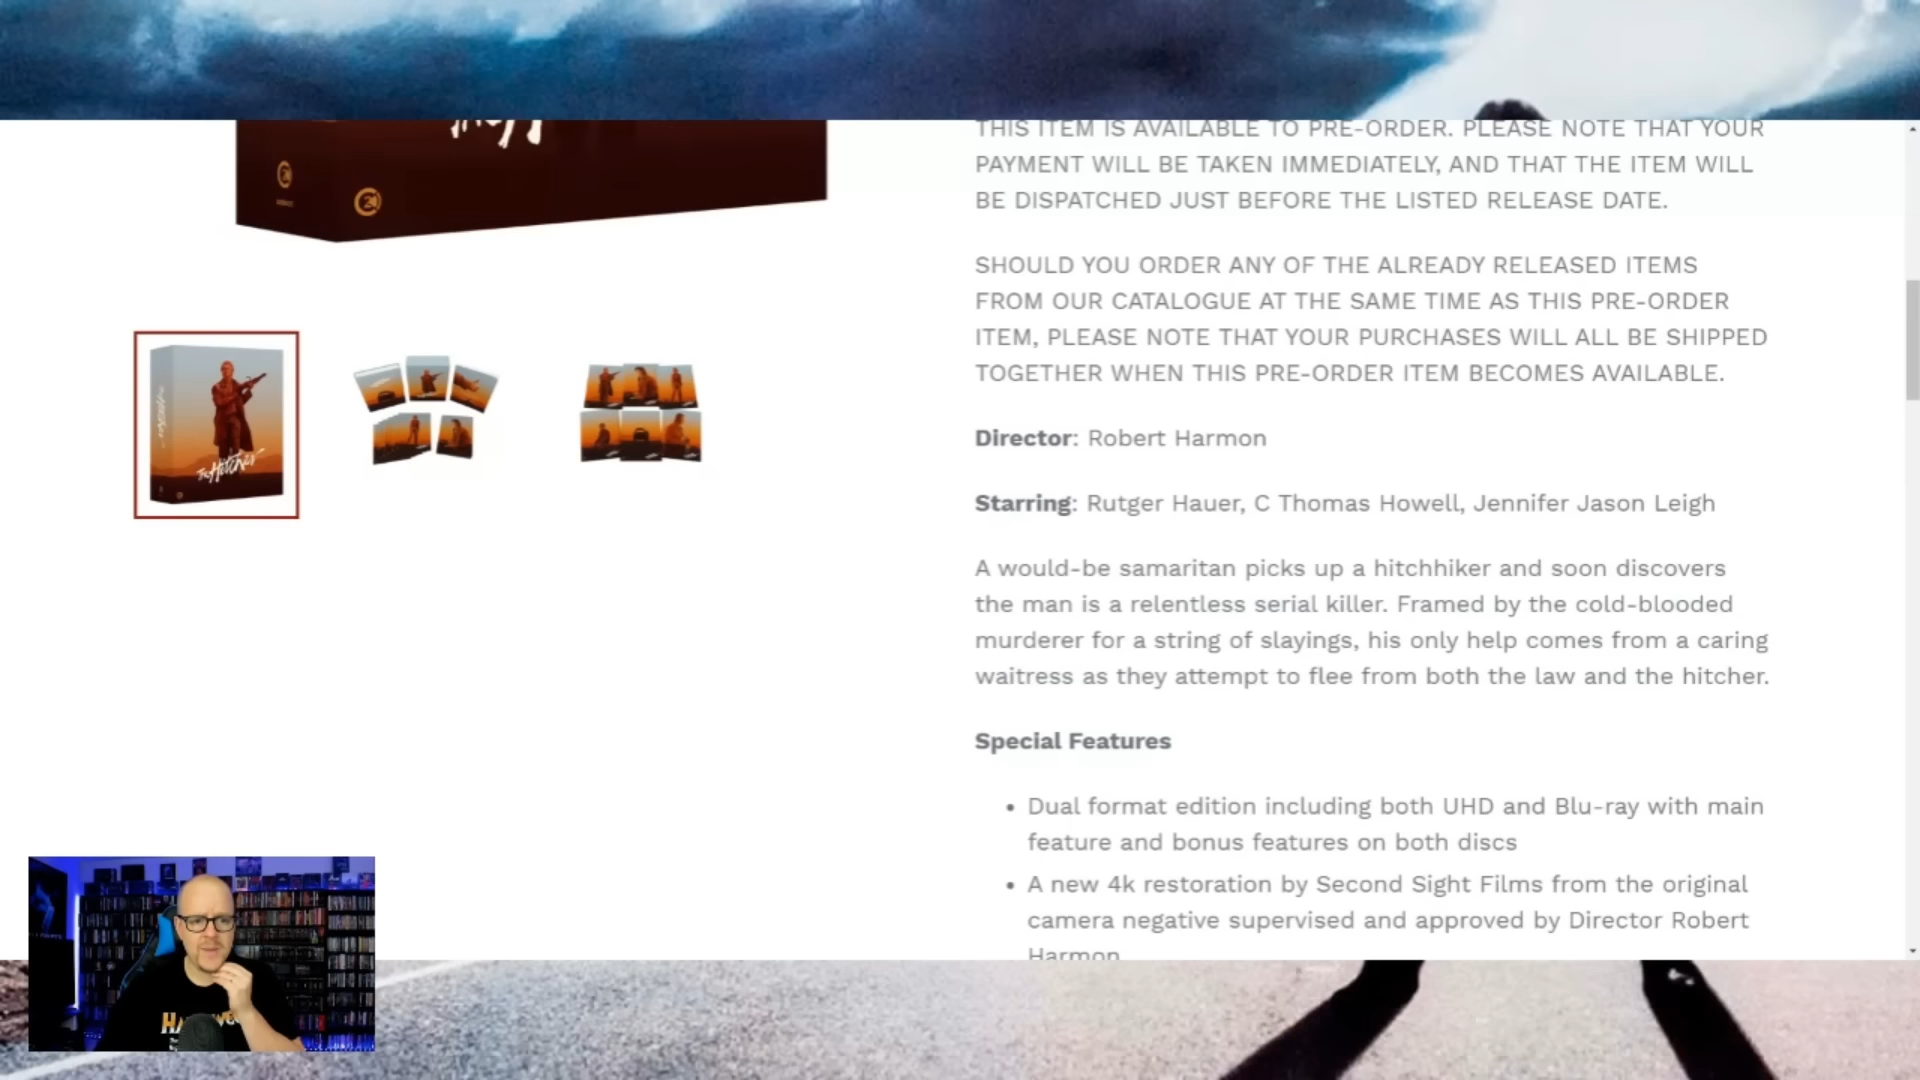 THIS ITEM IS AVAILABLE TO PRE-ORDER. PLEASE NOTE THAT YOUR
PAYMENT WILL BE TAKEN IMMEDIATELY, AND THAT THE ITEM WILL
BE DISPATCHED JUST BEFORE THE LISTED RELEASE DATE.
SHOULD YOU ORDER ANY OF THE ALREADY RELEASED ITEMS
FROM OUR CATALOGUE AT THE SAME TIME AS THIS PRE-ORDER
ITEM, PLEASE NOTE THAT YOUR PURCHASES WILL ALL BE SHIPPED
TOGETHER WHEN THIS PRE-ORDER ITEM BECOMES AVAILABLE.
The Hitcher
Director: Robert Harmon
Starring: Rutger Hauer, C Thomas Howell, Jennifer Jason Leigh
A would-be samaritan picks up a hitchhiker and soon discovers
the man is a relentless serial killer. Framed by the cold-blooded
murderer for a string of slayings, his only help comes from a caring
waitress as they attempt to flee from both the law and the hitcher.
Special Features
• Dual format edition including both UHD and Blu-ray with main
feature and bonus features on both discs
• A new 4k restoration by Second Sight Films from the original
camera negative supervised and approved by Director Robert
Harmon